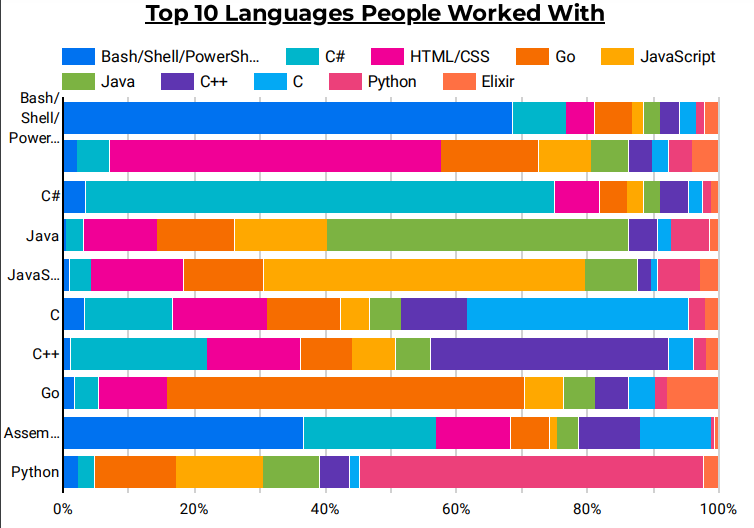 Top 10 Languages People Worked With
Bash/Shell/PowerSh... C# HTML/CSS Go JavaScript
Java C++ C Python Elixir
Bash/
Shell/
Power...
C#
Java
JavaS...
C
C++
Go
Assem...
Python
0% 20% 40% 60% 80% 100%